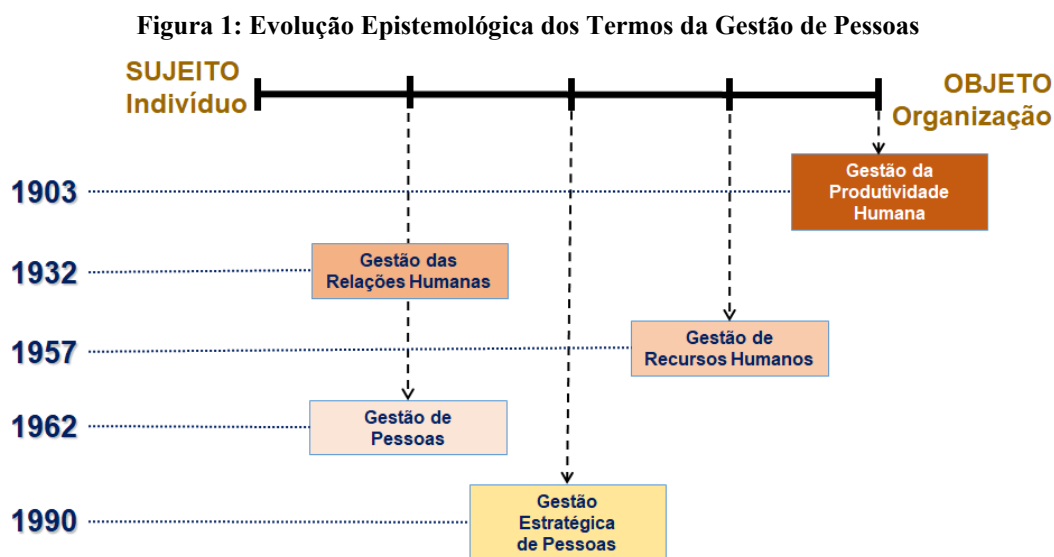 Figura 1: Evolução Epistemológica dos Termos da Gestão de Pessoas
SUJEITO
Indivíduo
OBJETO
Organização
1903
Gestão da
Produtividade
Humana
1932
Gestão das
Relações Humanas
1957
Gestão de
Recursos Humanos
1962
Gestão de
Pessoas
1990
Gestão
Estratégica
de Pessoas